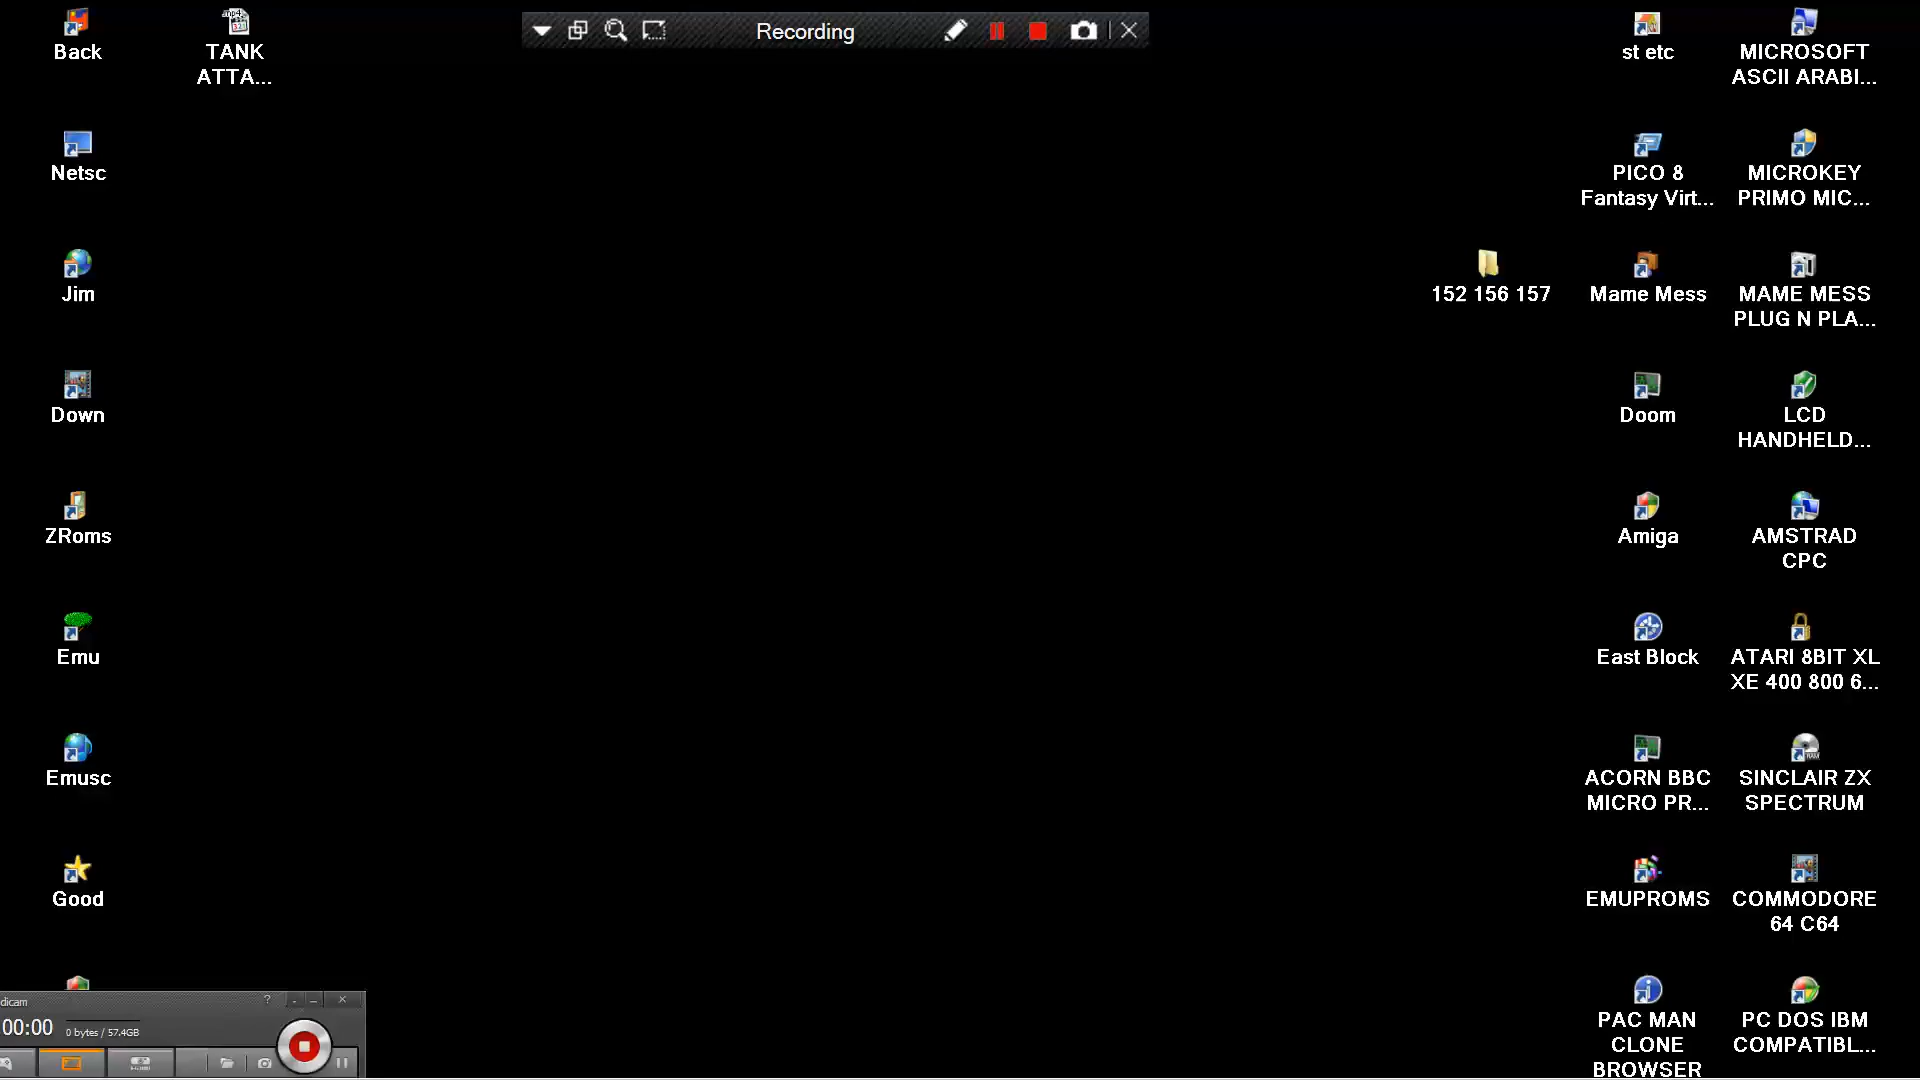 Back
TANK
ATTA...
Recording
st etc
MICROSOFT
ASCII ARABI...
Netsc
PICO 8
Fantasy Virt...
MICROKEY
PRIMO MIC...
Jim
152 156 157
Mame Mess
MAME MESS
PLUG N PLA...
Down
Doom
LCD
HANDHELD...
ZRoms
Amiga
AMSTRAD
CPC
Emu
East Block
ATARI 8BIT XL
XE 400 800 6...
Emusc
ACORN BBC
MICRO PR...
SINCLAIR ZX
SPECTRUM
Good
EMUPROMS
COMMODORE
64 C64
PAC MAN
CLONE
BROWSER
PC DOS IBM
COMPATIBL...
dicam
00:00
0 bytes / 57.4GB